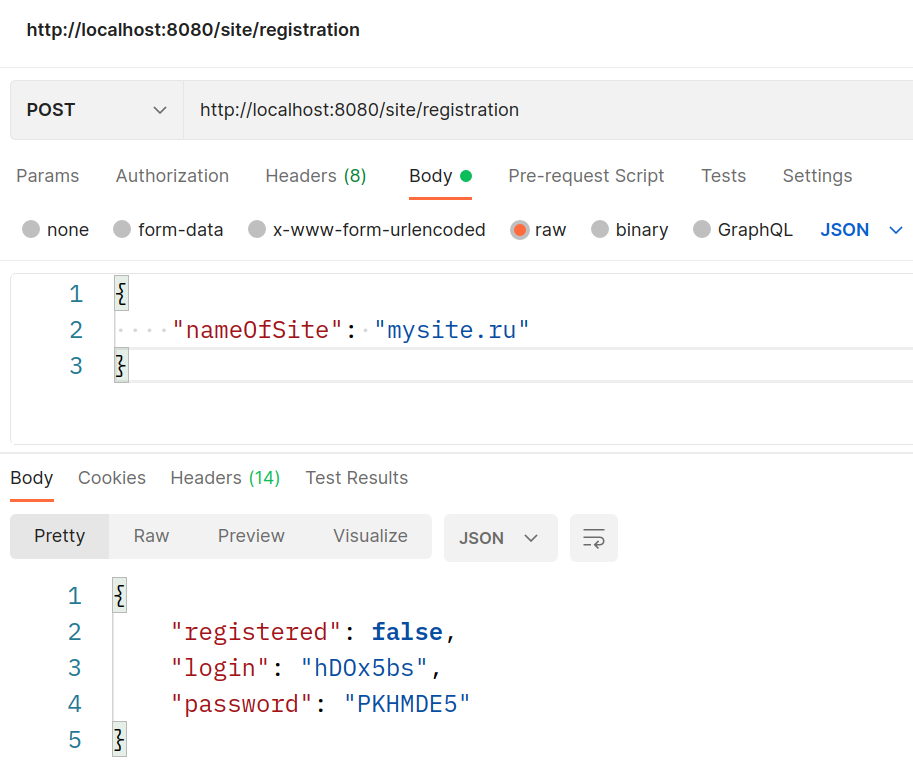 http://localhost:8080/site/registration
POST http://localhost:8080/site/registration
Params Authorization Headers (8) Body Pre-request Script Tests Settings
none form-data x-www-form-urlencoded raw binary GraphQL JSON
1 {
2 "nameOfSite": "mysite.ru"
3 }
Body Cookies Headers (14) Test Results
Pretty Raw Preview Visualize JSON
1 {
2 "registered": false,
3 "login": "hDOx5bs",
4 "password": "PKHMDE5"
5 }